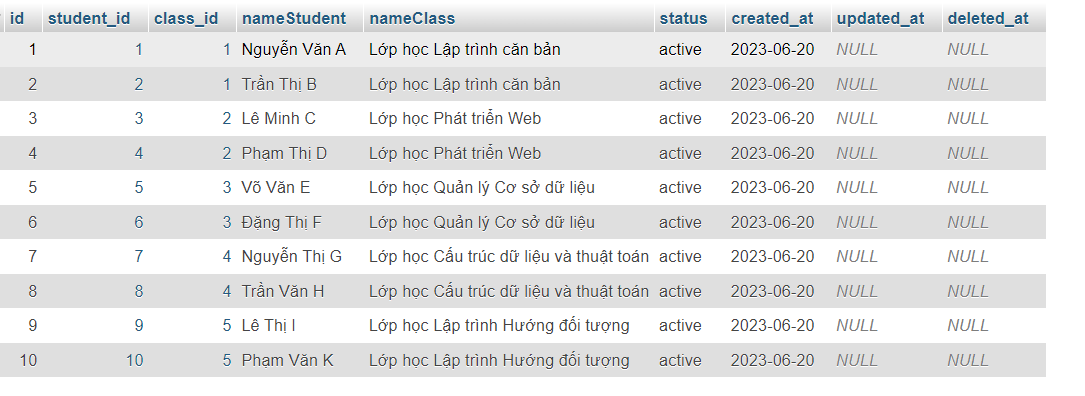 id student_id class_id nameStudent nameClass status created_at updated_at deleted_at
1 1 1 Nguyễn Văn A Lớp học Lập trình căn bản active 2023-06-20 NULL NULL
2 2 1 Trần Thị B Lớp học Lập trình căn bản active 2023-06-20 NULL NULL
3 3 2 Lê Minh C Lớp học Phát triển Web active 2023-06-20 NULL NULL
4 4 2 Phạm Thị D Lớp học Phát triển Web active 2023-06-20 NULL NULL
5 5 3 Võ Văn E Lớp học Quản lý Cơ sở dữ liệu active 2023-06-20 NULL NULL
6 6 3 Đặng Thị F Lớp học Quản lý Cơ sở dữ liệu active 2023-06-20 NULL NULL
7 7 4 Nguyễn Thị G Lớp học Cấu trúc dữ liệu và thuật toán active 2023-06-20 NULL NULL
8 8 4 Trần Văn H Lớp học Cấu trúc dữ liệu và thuật toán active 2023-06-20 NULL NULL
9 9 5 Lê Thị I Lớp học Lập trình Hướng đối tượng active 2023-06-20 NULL NULL
10 10 5 Phạm Văn K Lớp học Lập trình Hướng đối tượng active 2023-06-20 NULL NULL